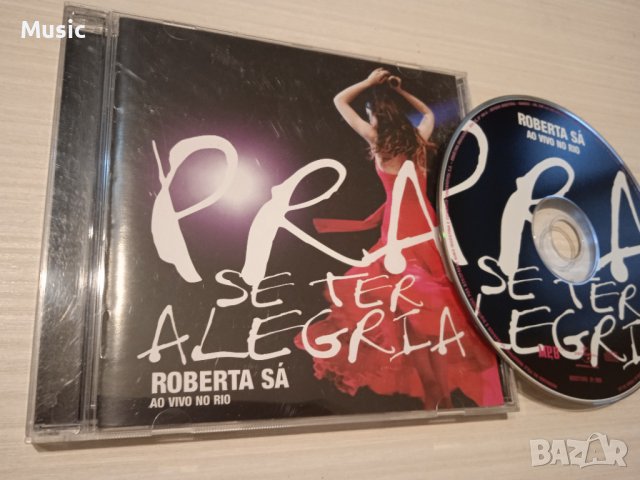 Music
PRA
SE TER
ALEGRIA
ROBERTA SÁ
AO VIVO NO RIO
ROBERTA SÁ
AO VIVO NO RIO
PRA
SE TER
ALEGRIA
BAZAR